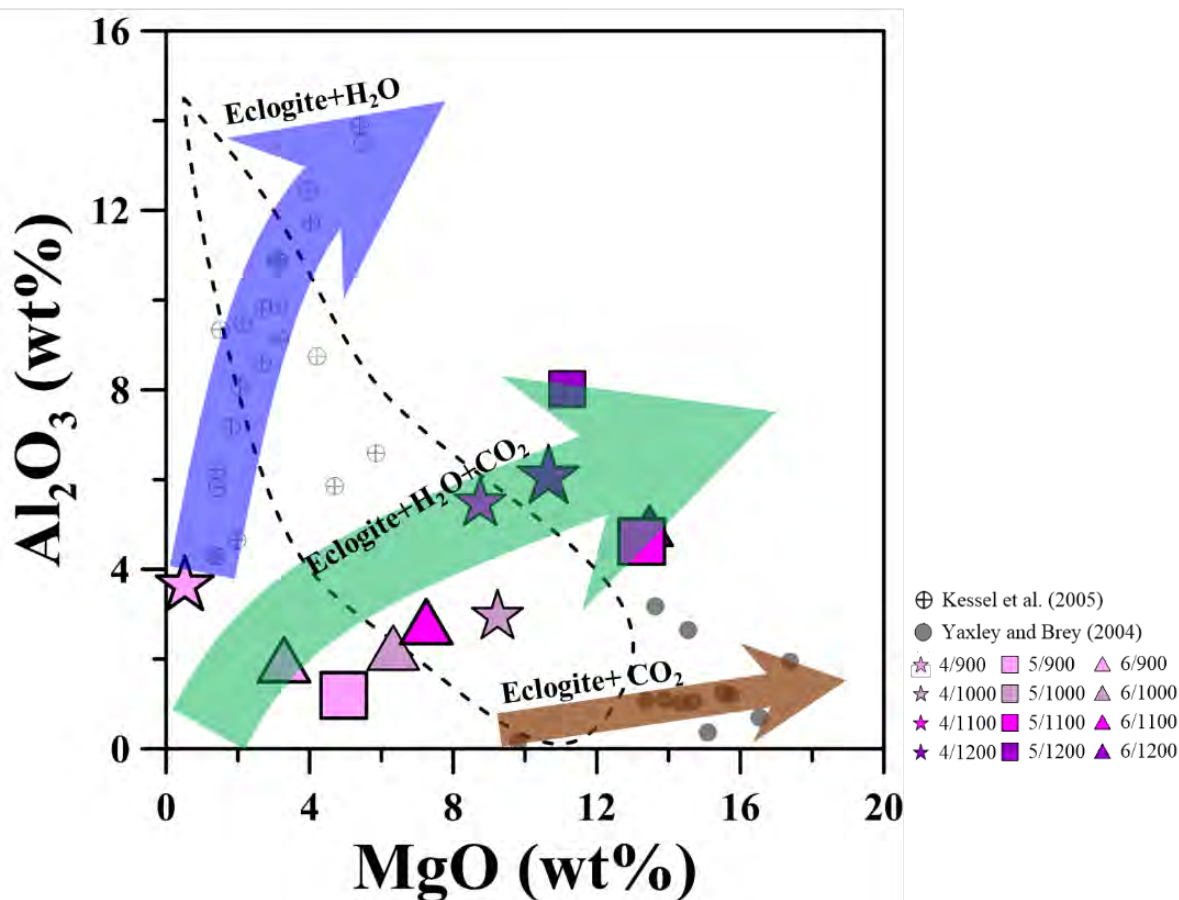 16
12
8
4
0
Al₂O₃ (wt%)
Eclogite+H₂O
Eclogite+H₂O+CO₂
Eclogite+ CO₂
0 4 8 12 16 20
MgO (wt%)
Kessel et al. (2005)
Yaxley and Brey (2004)
4/900 5/900 6/900
4/1000 5/1000 6/1000
4/1100 5/1100 6/1100
4/1200 5/1200 6/1200